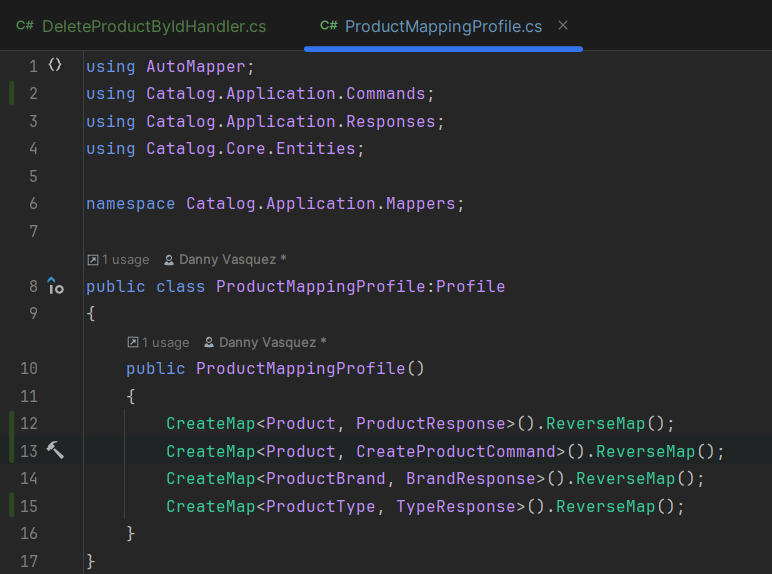 C# DeleteProductByIdHandler.cs C# ProductMappingProfile.cs
1 using AutoMapper;
2 using Catalog.Application.Commands;
3 using Catalog.Application.Responses;
4 using Catalog.Core.Entities;
5
6 namespace Catalog.Application.Mappers;
7
1 usage Danny Vasquez *
8 public class ProductMappingProfile:Profile
9 {
1 usage Danny Vasquez *
10 public ProductMappingProfile()
11 {
12 CreateMap<Product, ProductResponse>().ReverseMap();
13 CreateMap<Product, CreateProductCommand>().ReverseMap();
14 CreateMap<ProductBrand, BrandResponse>().ReverseMap();
15 CreateMap<ProductType, TypeResponse>().ReverseMap();
16 }
17 }